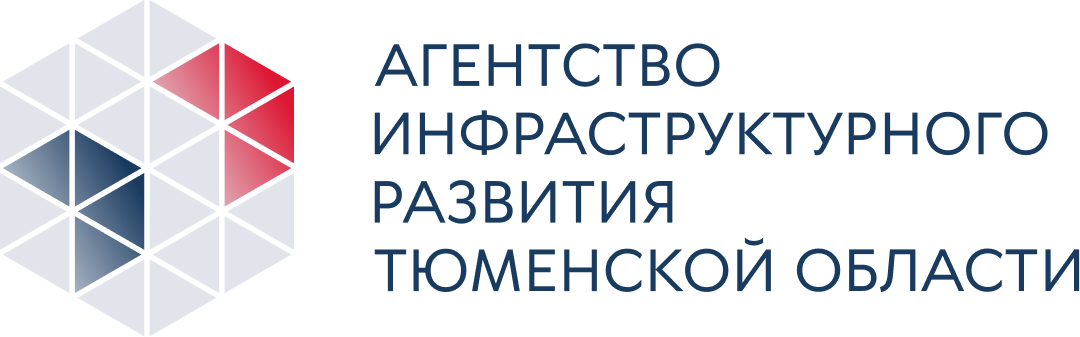 АГЕНТСТВО
ИНФРАСТРУКТУРНОГО
РАЗВИТИЯ
ТЮМЕНСКОЙ ОБЛАСТИ